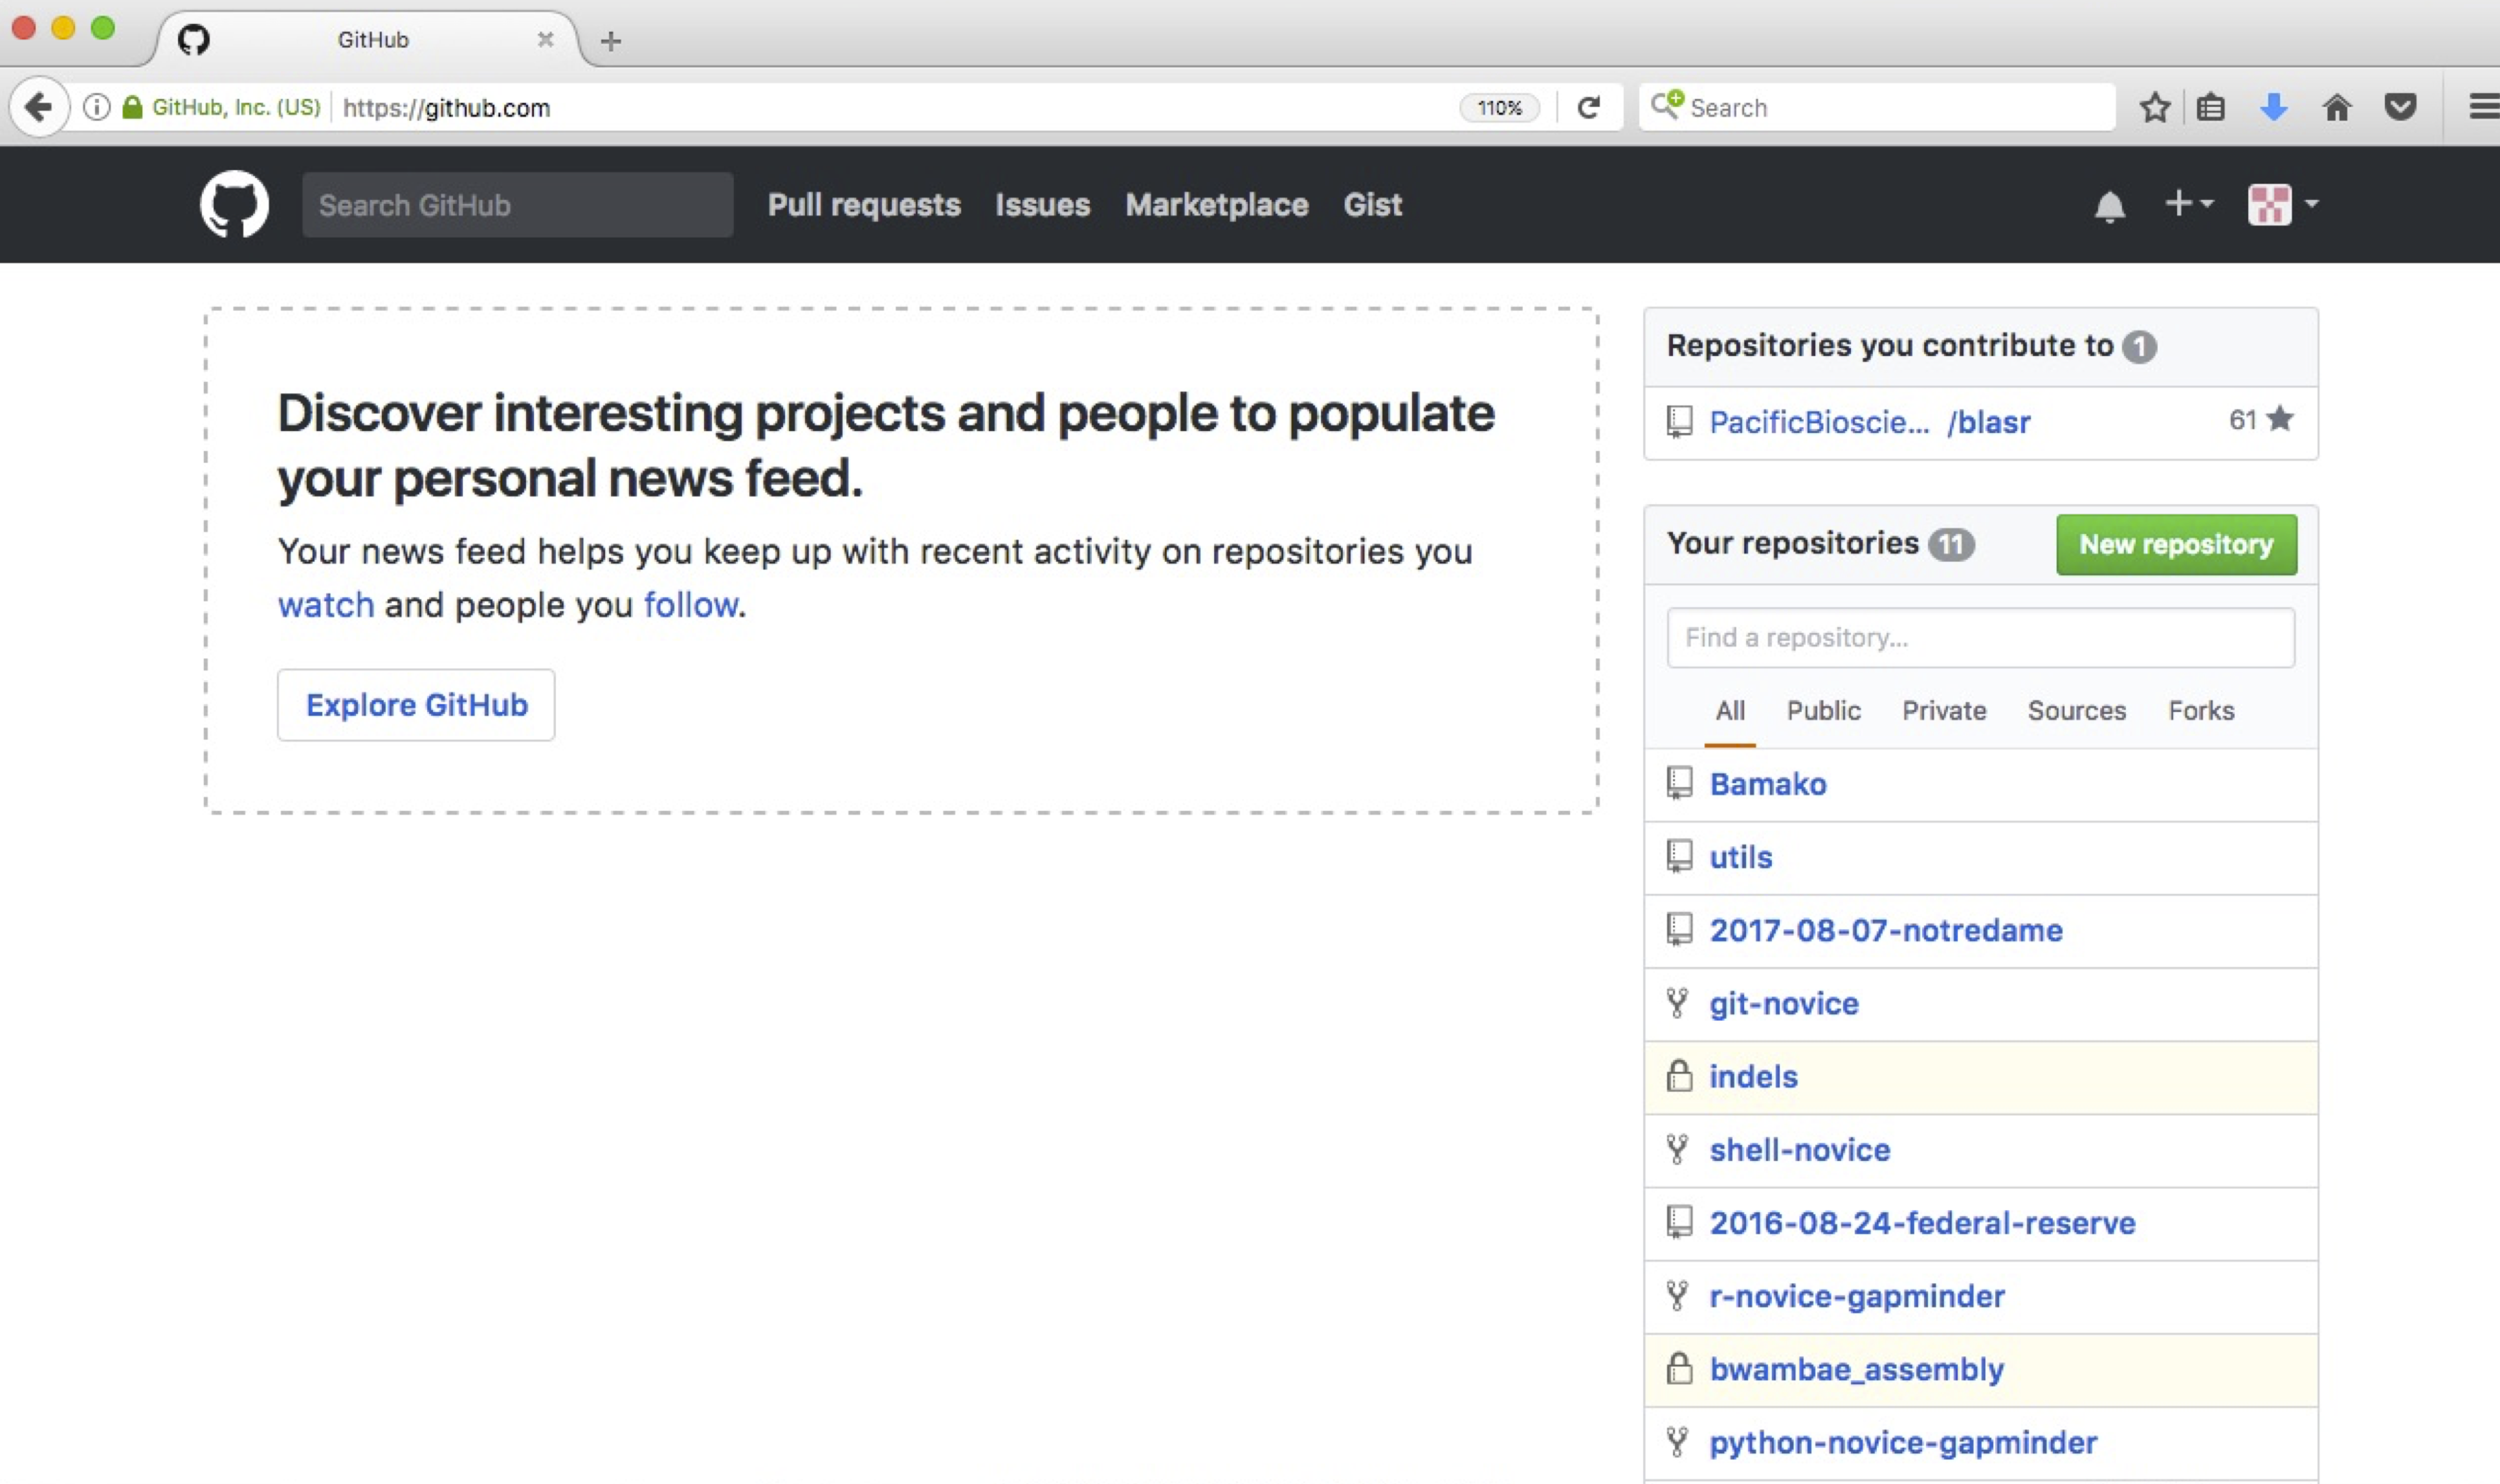 GitHub
GitHub, Inc. (US) https://github.com 110% Search
Search GitHub Pull requests Issues Marketplace Gist
Discover interesting projects and people to populate
your personal news feed.
Your news feed helps you keep up with recent activity on repositories you
watch and people you follow.
Explore GitHub
Repositories you contribute to 1
PacificBioscie... /blasr 61
Your repositories 11 New repository
Find a repository...
All Public Private Sources Forks
Bamako
utils
2017-08-07-notredame
git-novice
indels
shell-novice
2016-08-24-federal-reserve
r-novice-gapminder
bwambae_assembly
python-novice-gapminder